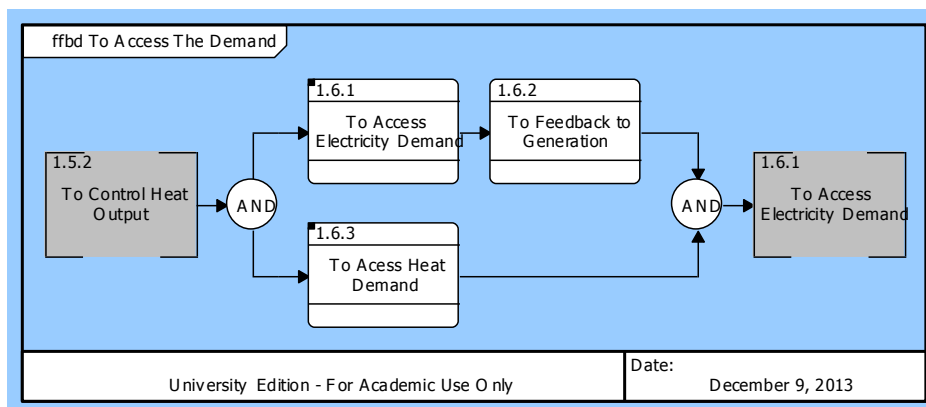 ffbd To Access The Demand
1.5.2
To Control Heat
Output
AND
1.6.1
To Access
Electricity Demand
1.6.2
To Feedback to
Generation
1.6.3
To Acess Heat
Demand
AND
1.6.1
To Access
Electricity Demand
University Edition - For Academic Use Only
Date:
December 9, 2013